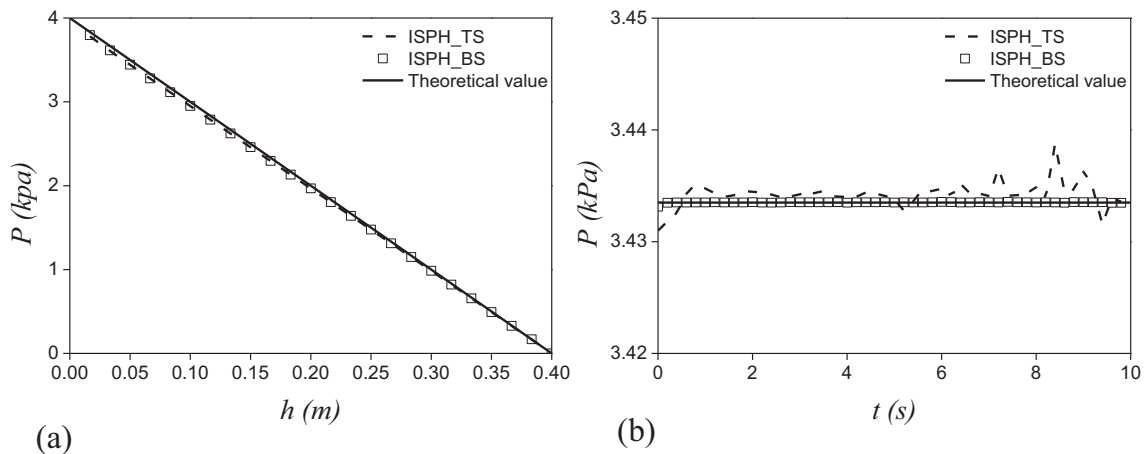 4
3
2
1
0
P (kpa)
ISPH_TS
ISPH_BS
Theoretical value
0.00 0.05 0.10 0.15 0.20 0.25 0.30 0.35 0.40
h (m)
(a)
3.45
3.44
3.43
3.42
P (kPa)
ISPH_TS
ISPH_BS
Theoretical value
0 2 4 6 8 10
t (s)
(b)